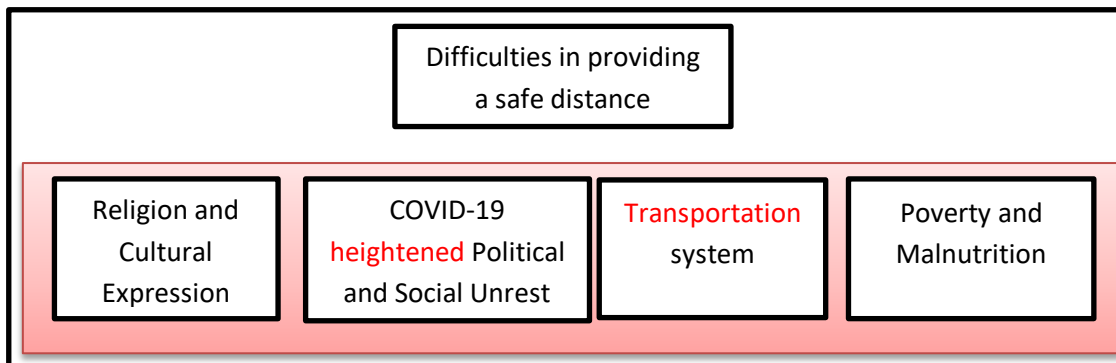 Difficulties in providing
a safe distance
Religion and
Cultural
Expression
COVID-19
heightened Political
and Social Unrest
Transportation
system
Poverty and
Malnutrition